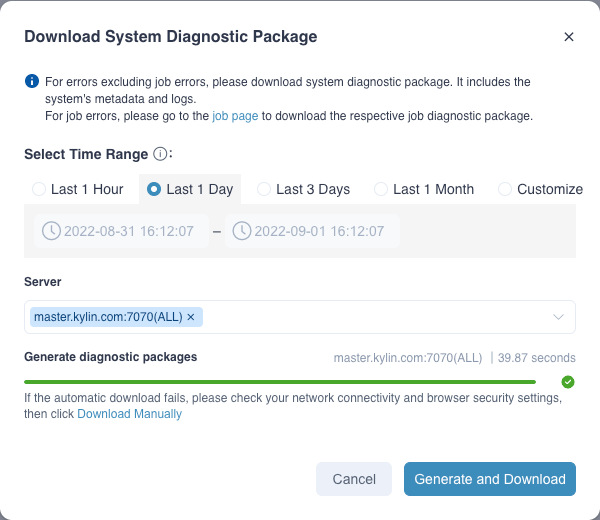 Download System Diagnostic Package
For errors excluding job errors, please download system diagnostic package. It includes the
system's metadata and logs.
For job errors, please go to the job page to download the respective job diagnostic package.
Select Time Range :
Last 1 Hour Last 1 Day Last 3 Days Last 1 Month Customize
2022-08-31 16:12:07 – 2022-09-01 16:12:07
Server
master.kylin.com:7070(ALL) ×
Generate diagnostic packages master.kylin.com:7070(ALL) | 39.87 seconds
If the automatic download fails, please check your network connectivity and browser security settings,
then click Download Manually
Cancel Generate and Download